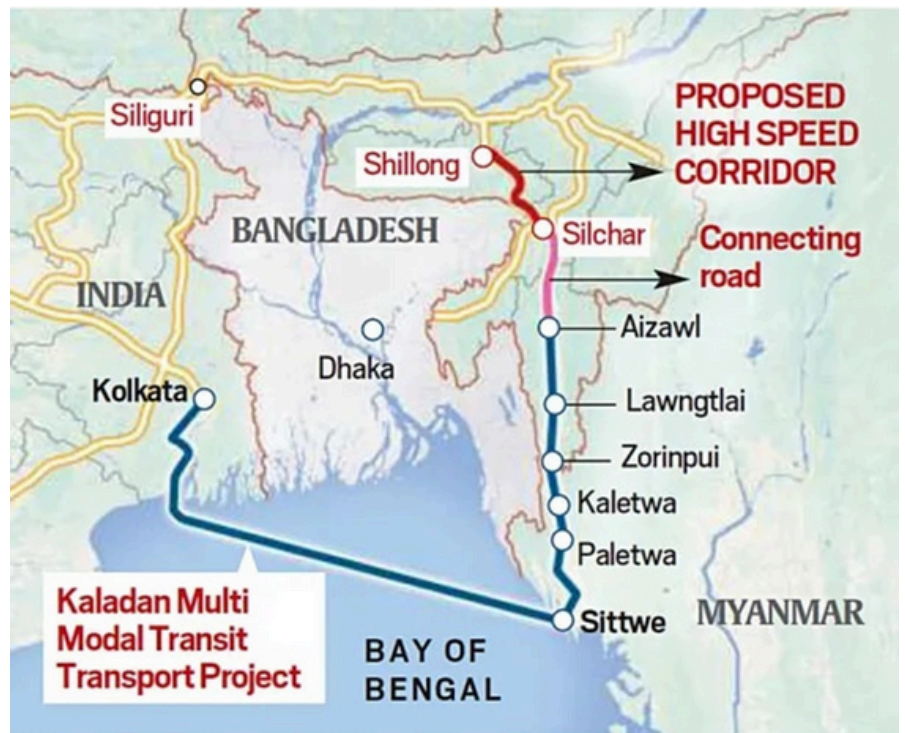 Siliguri
PROPOSED
HIGH SPEED
CORRIDOR
Shillong
BANGLADESH
Silchar
Connecting
road
INDIA
Aizawl
Dhaka
Kolkata
Lawngtlai
Zorinpui
Kaletwa
Paletwa
Kaladan Multi
Modal Transit
Transport Project
Sittwe
MYANMAR
BAY OF
BENGAL